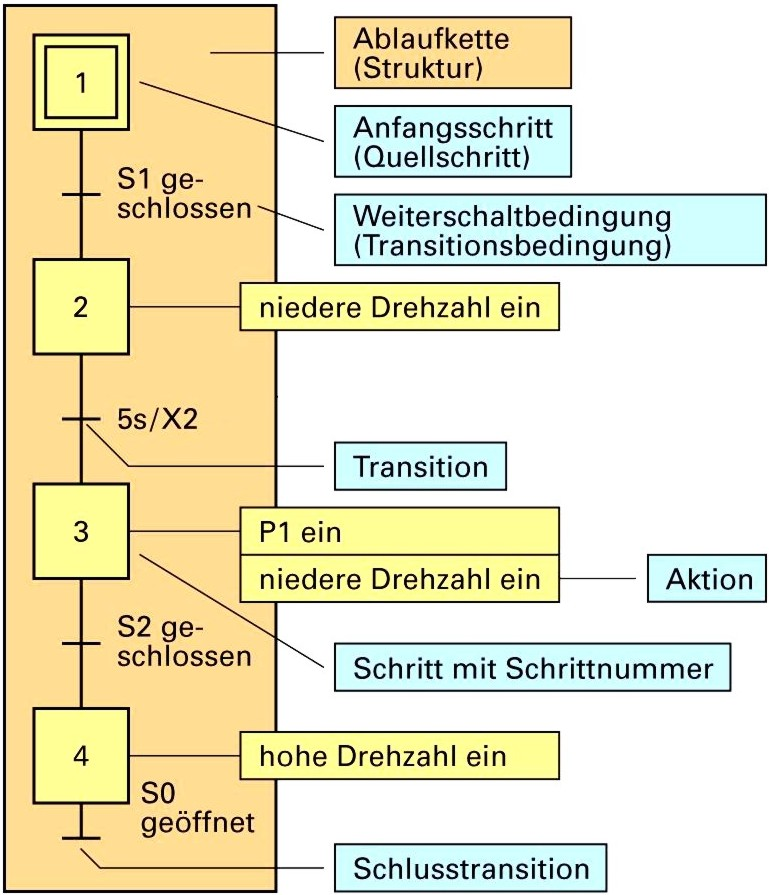 Ablaufkette
(Struktur)
1
Anfangsschritt
(Quellschritt)
S1 ge-
schlossen
Weiterschaltbedingung
(Transitionsbedingung)
2
niedere Drehzahl ein
5s/X2
Transition
3
P1 ein
niedere Drehzahl ein
Aktion
S2 ge-
schlossen
Schritt mit Schrittnummer
4
hohe Drehzahl ein
S0
geöffnet
Schlusstransition